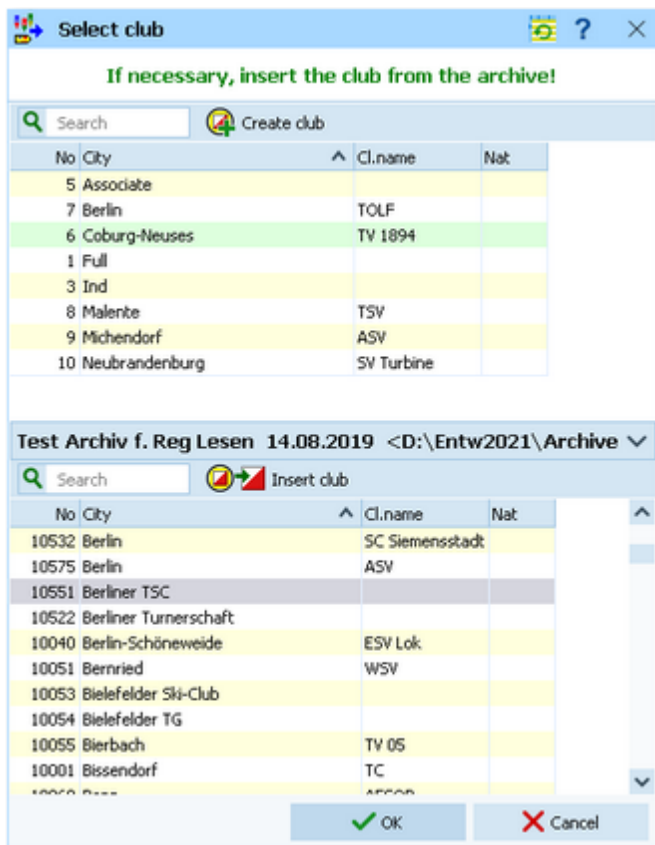 Select club
?
If necessary, insert the club from the archive!
Search Create club
No City Cl.name Nat
5 Associate
7 Berlin TOLF
6 Coburg-Neuses TV 1894
1 Full
3 Ind
8 Malente TSV
9 Michendorf ASV
10 Neubrandenburg SV Turbine
Test Archiv f. Reg Lesen 14.08.2019 <D:\Entw2021\Archive
Search Insert club
No City Cl.name Nat
10532 Berlin SC Siemensstadt
10575 Berlin ASV
10551 Berliner TSC
10522 Berliner Turnerschaft
10040 Berlin-Schöneweide ESV Lok
10051 Bernried WSV
10053 Bielefelder Ski-Club
10054 Bielefelder TG
10055 Bierbach TV 05
10001 Bissendorf TC
OK Cancel